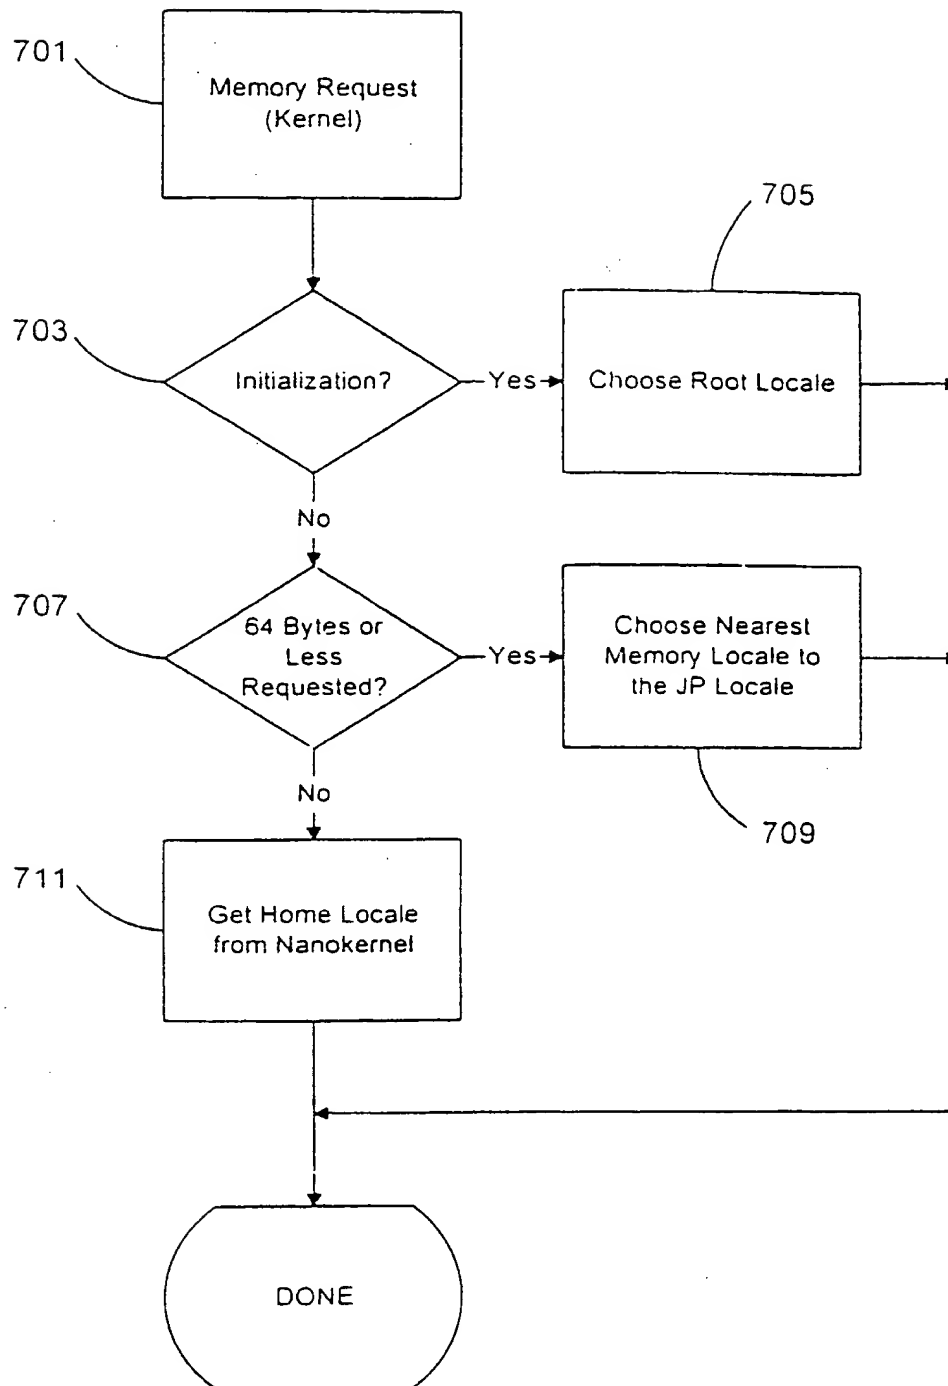 701
Memory Request
(Kernel)
705
703
Initialization?
Yes
Choose Root Locale
No
707
64 Bytes or
Less
Requested?
Yes
Choose Nearest
Memory Locale to
the JP Locale
No
709
711
Get Home Locale
from Nanokernel
DONE